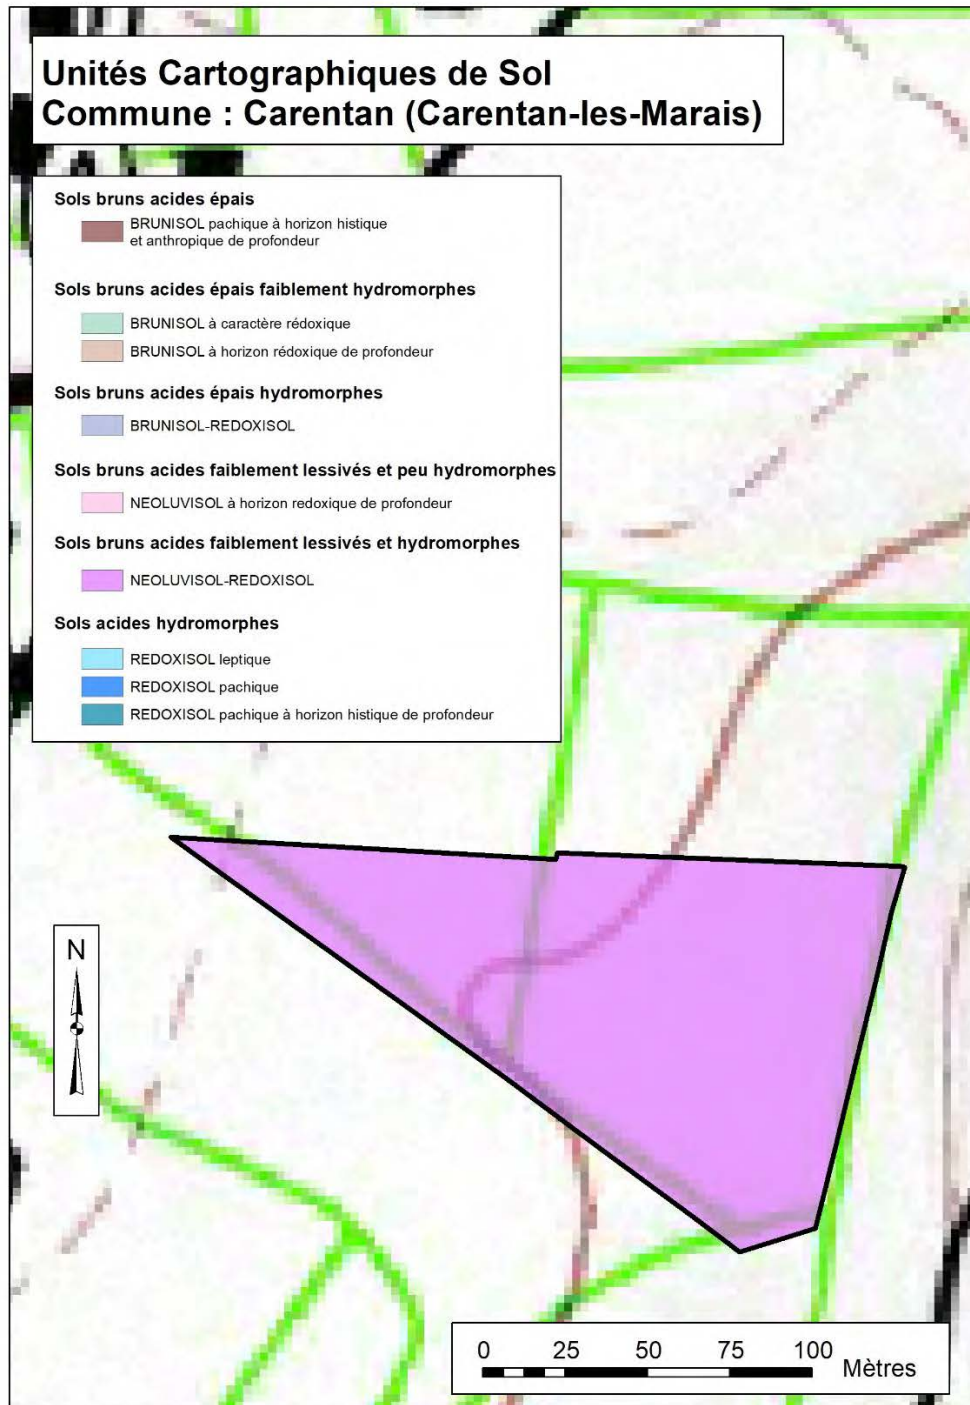 Unités Cartographiques de Sol
Commune : Carentan (Carentan-les-Marais)
Sols bruns acides épais
BRUNISOL pachique à horizon histique
et anthropique de profondeur
Sols bruns acides épais faiblement hydromorphes
BRUNISOL à caractère rédoxique
BRUNISOL à horizon rédoxique de profondeur
Sols bruns acides épais hydromorphes
BRUNISOL-REDOXISOL
Sols bruns acides faiblement lessivés et peu hydromorphes
NEOLUVISOL à horizon redoxique de profondeur
Sols bruns acides faiblement lessivés et hydromorphes
NEOLUVISOL-REDOXISOL
Sols acides hydromorphes
REDOXISOL leptique
REDOXISOL pachique
REDOXISOL pachique à horizon histique de profondeur
N
0 25 50 75 100
Mètres